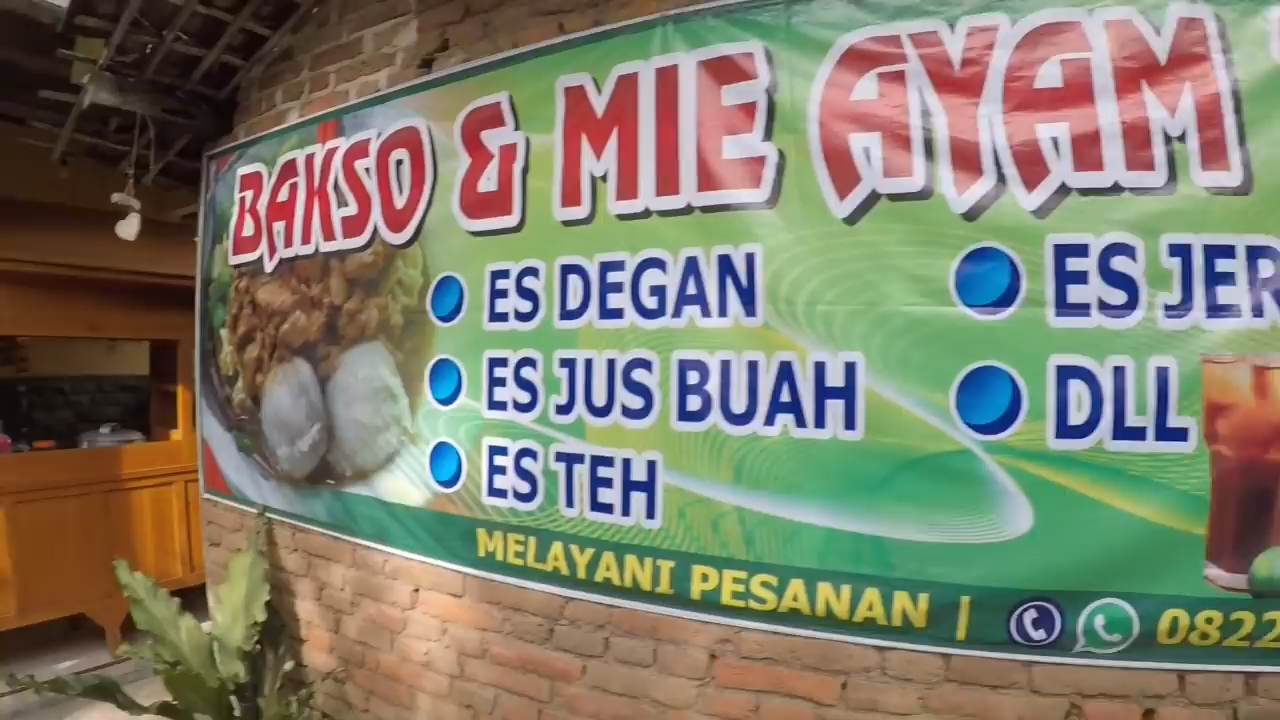 BAKSO & MIE AYAM
ES DEGAN
ES JUS BUAH
ES TEH
ES JER
DLL
MELAYANI PESANAN | 0822